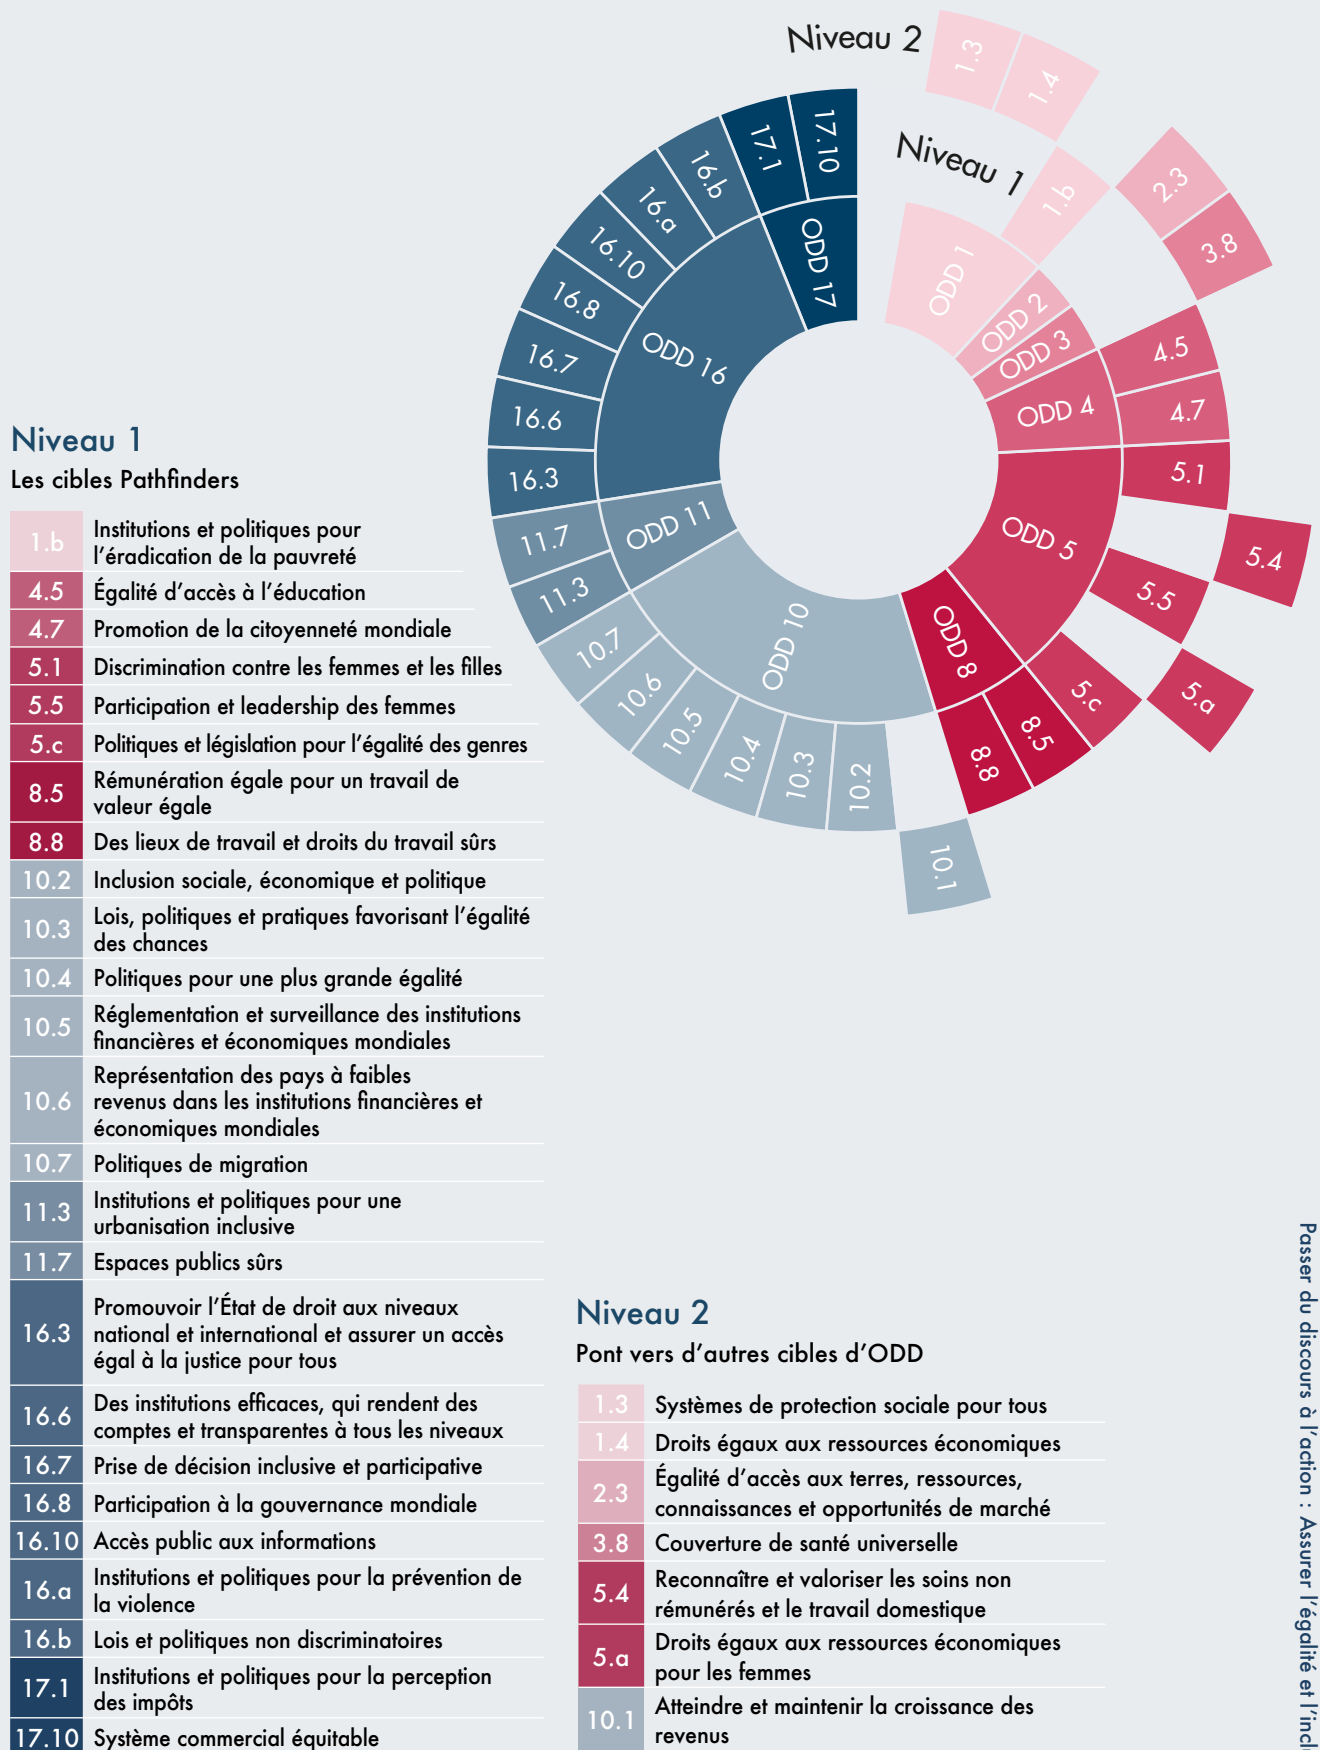 Niveau 2
1.3
1.4
Niveau 1
1.b
2.3
3.8
ODD 1
ODD 2
ODD 3
ODD 4
4.5
4.7
ODD 5
5.1
5.4
5.5
5.a
5.c
ODD 8
8.5
8.8
ODD 10
10.1
10.2
10.3
10.4
10.5
10.6
10.7
ODD 11
11.3
11.7
ODD 16
16.3
16.6
16.7
16.8
16.10
16.a
16.b
ODD 17
17.1
17.10
Niveau 1
Les cibles Pathfinders
1.b Institutions et politiques pour
l’éradication de la pauvreté
4.5 Égalité d’accès à l’éducation
4.7 Promotion de la citoyenneté mondiale
5.1 Discrimination contre les femmes et les filles
5.5 Participation et leadership des femmes
5.c Politiques et législation pour l’égalité des genres
8.5 Rémunération égale pour un travail de
valeur égale
8.8 Des lieux de travail et droits du travail sûrs
10.2 Inclusion sociale, économique et politique
10.3 Lois, politiques et pratiques favorisant l’égalité
des chances
10.4 Politiques pour une plus grande égalité
10.5 Réglementation et surveillance des institutions
financières et économiques mondiales
10.6 Représentation des pays à faibles
revenus dans les institutions financières et
économiques mondiales
10.7 Politiques de migration
11.3 Institutions et politiques pour une
urbanisation inclusive
11.7 Espaces publics sûrs
16.3 Promouvoir l’État de droit aux niveaux
national et international et assurer un accès
égal à la justice pour tous
16.6 Des institutions efficaces, qui rendent des
comptes et transparentes à tous les niveaux
16.7 Prise de décision inclusive et participative
16.8 Participation à la gouvernance mondiale
16.10 Accès public aux informations
16.a Institutions et politiques pour la prévention de
la violence
16.b Lois et politiques non discriminatoires
17.1 Institutions et politiques pour la perception
des impôts
17.10 Système commercial équitable
Niveau 2
Pont vers d’autres cibles d’ODD
1.3 Systèmes de protection sociale pour tous
1.4 Droits égaux aux ressources économiques
2.3 Égalité d’accès aux terres, ressources,
connaissances et opportunités de marché
3.8 Couverture de santé universelle
5.4 Reconnaître et valoriser les soins non
rémunérés et le travail domestique
5.a Droits égaux aux ressources économiques
pour les femmes
10.1 Atteindre et maintenir la croissance des
revenus
Passer du discours à l’action : Assurer l’égalité et l’inclu